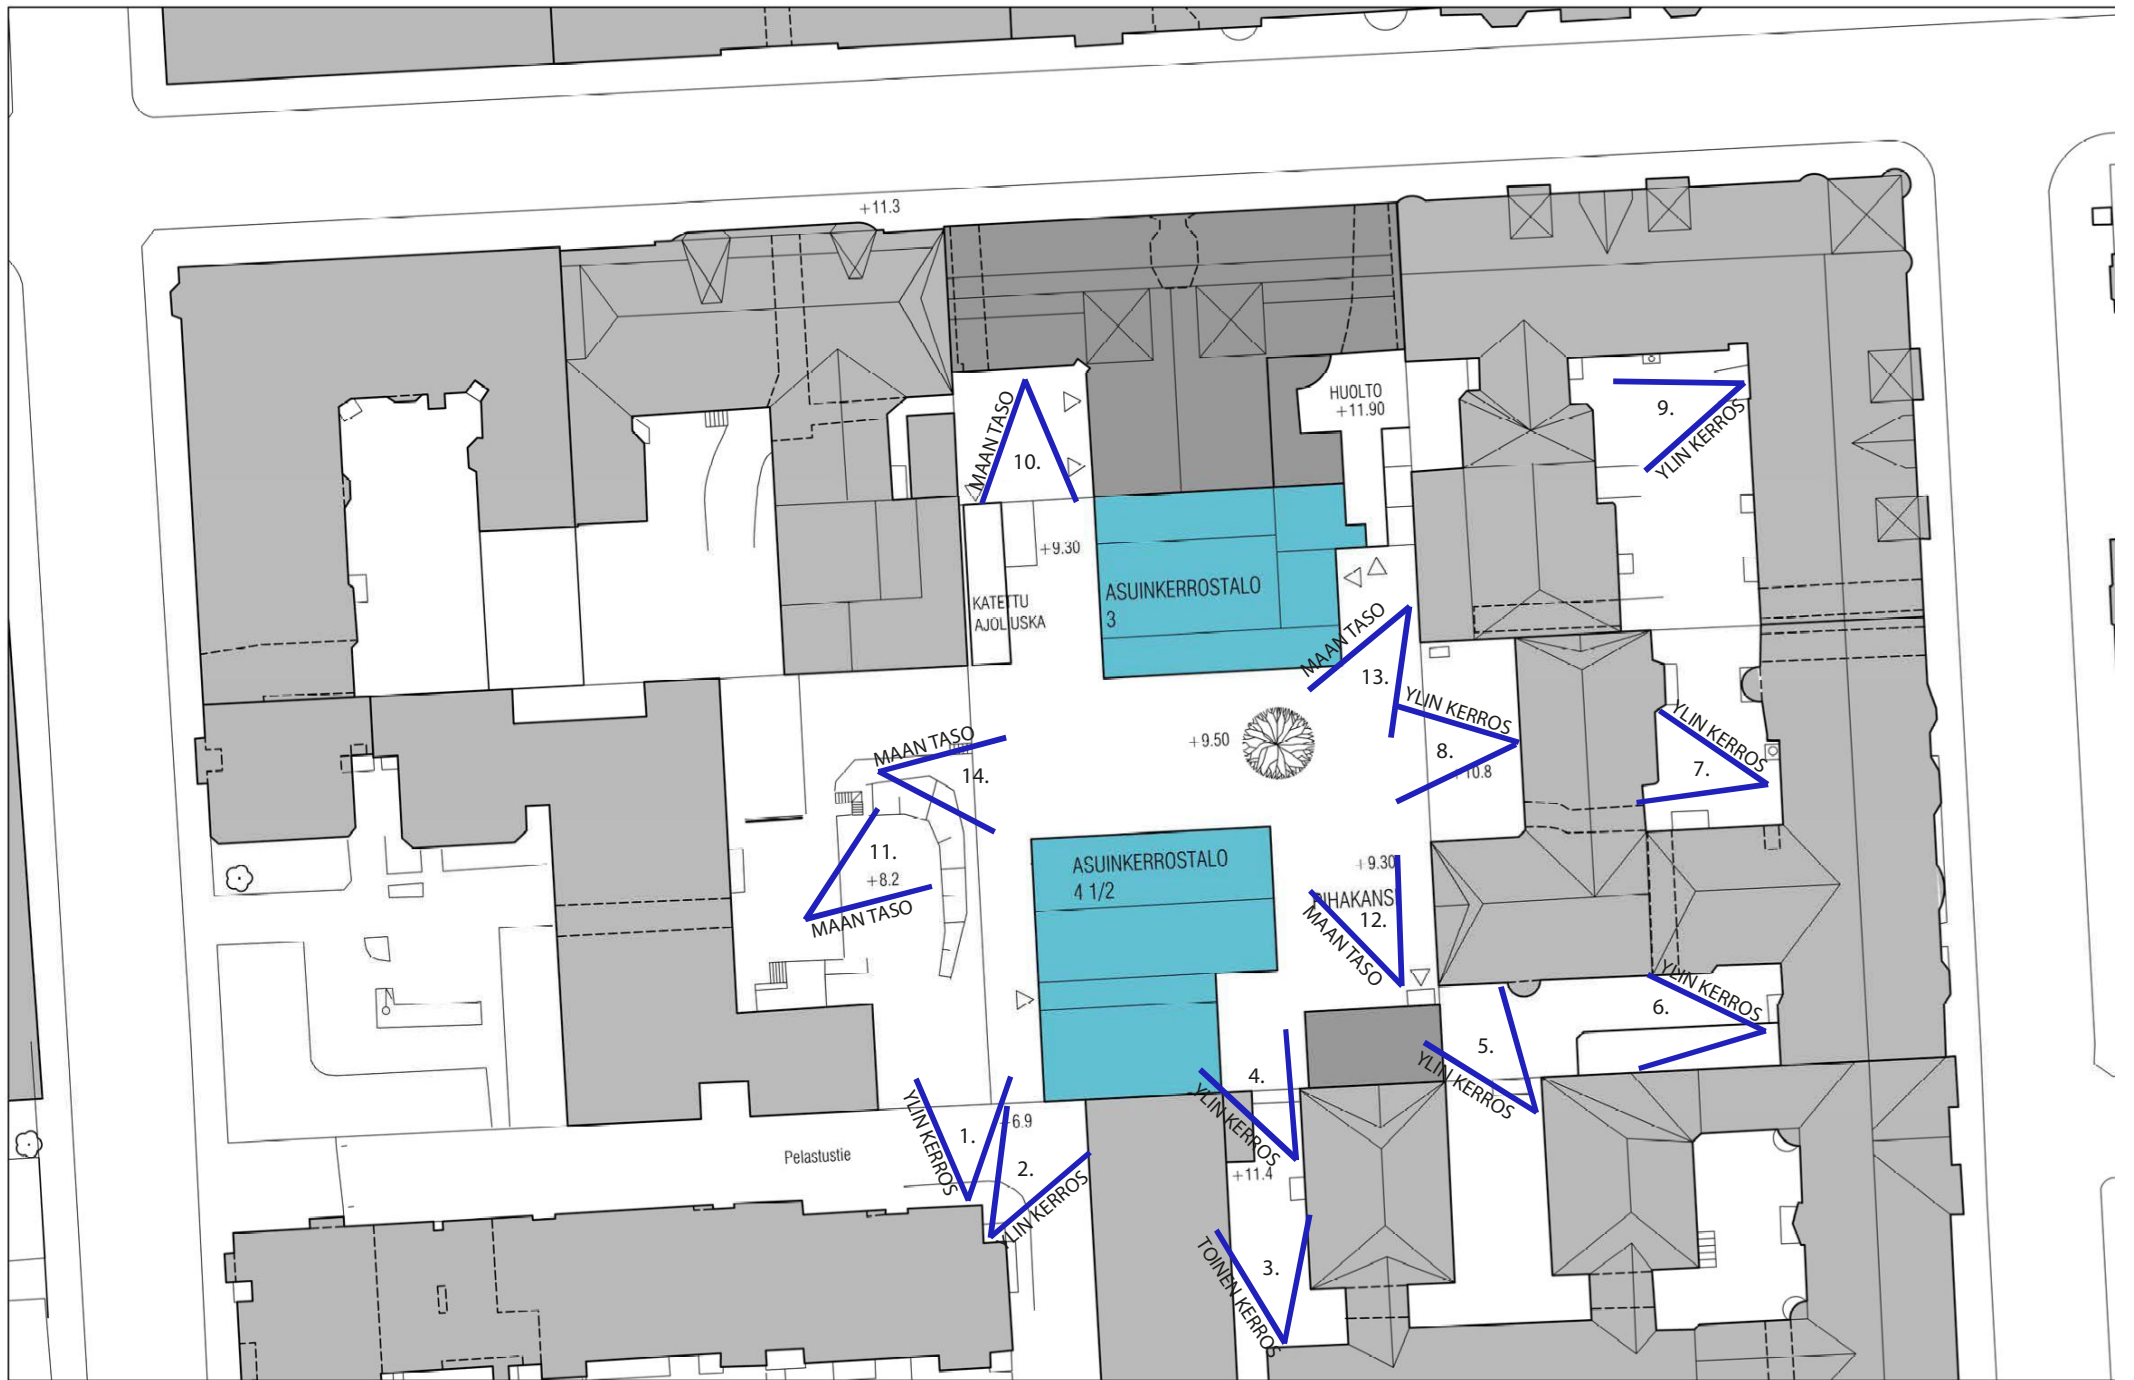 +11.3
HUOLTO
+11.90
9.
YLIN KERROS
MAAN TASO
10.
+9.30
ASUINKERROSTALO
3
KATETTU
AJOLUISKA
MAAN TASO
13.
YLIN KERROS
8.
+10.8
YLIN KERROS
7.
+9.50
MAAN TASO
14.
11.
+8.2
MAAN TASO
ASUINKERROSTALO
4 1/2
+9.30
PIHAKANSI
12.
MAAN TASO
YLIN KERROS
6.
5.
YLIN KERROS
4.
YLIN KERROS
+11.4
YLIN KERROS
1.
+6.9
2.
YLIN KERROS
Pelastustie
3.
TOINEN KERROS